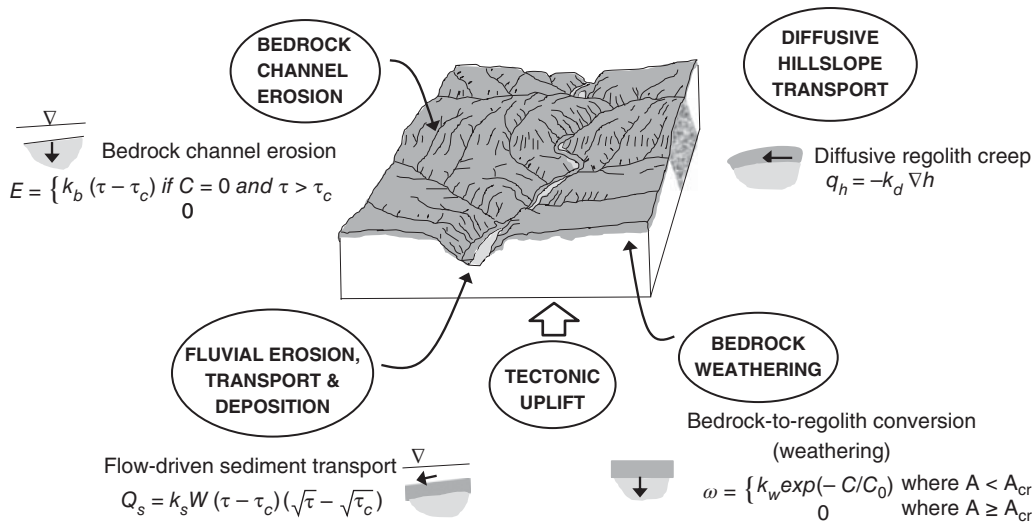 BEDROCK
CHANNEL
EROSION
DIFFUSIVE
HILLSLOPE
TRANSPORT
∇
Bedrock channel erosion
E = { k_b (τ – τ_c) if C = 0 and τ > τ_c
0
Diffusive regolith creep
q_h = –k_d ∇h
FLUVIAL EROSION,
TRANSPORT &
DEPOSITION
TECTONIC
UPLIFT
BEDROCK
WEATHERING
Flow-driven sediment transport
∇
Q_s = k_s W (τ – τ_c) (√τ – √τ_c)
Bedrock-to-regolith conversion
(weathering)
ω = { k_w exp(– C/C_0) where A < A_cr
0 where A ≥ A_cr